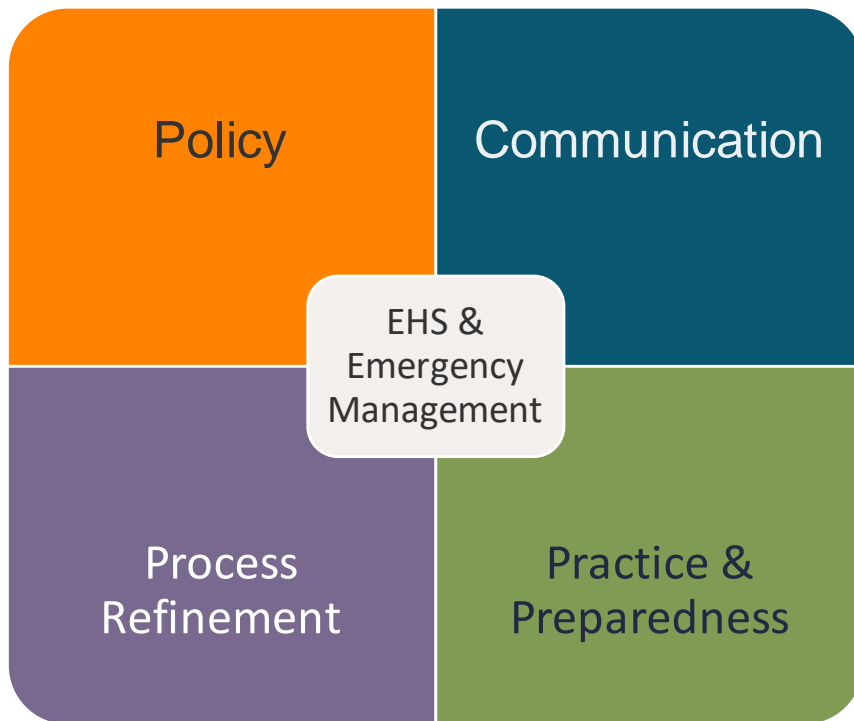 Policy
Communication
EHS &
Emergency
Management
Process
Refinement
Practice &
Preparedness